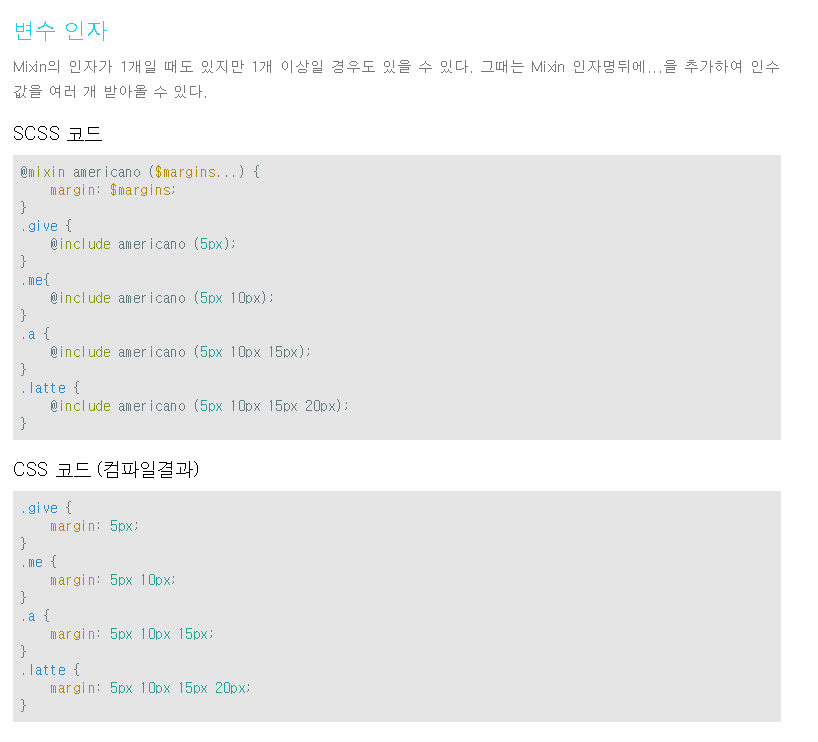 변수 인자
Mixin의 인자가 1개일 때도 있지만 1개 이상일 경우도 있을 수 있다. 그때는 Mixin 인자명뒤에...을 추가하여 인수
값을 여러 개 받아올 수 있다.
SCSS 코드
@mixin americano ($margins...) {
    margin: $margins;
}
.give {
    @include americano (5px);
}
.me{
    @include americano (5px 10px);
}
.a {
    @include americano (5px 10px 15px);
}
.latte {
    @include americano (5px 10px 15px 20px);
}
CSS 코드 (컴파일결과)
.give {
    margin: 5px;
}
.me {
    margin: 5px 10px;
}
.a {
    margin: 5px 10px 15px;
}
.latte {
    margin: 5px 10px 15px 20px;
}